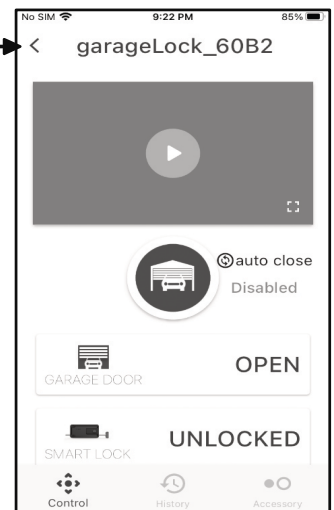 No SIM 9:22 PM 85%
garageLock_60B2
auto close
Disabled
GARAGE DOOR OPEN
SMART LOCK UNLOCKED
Control History Accessory